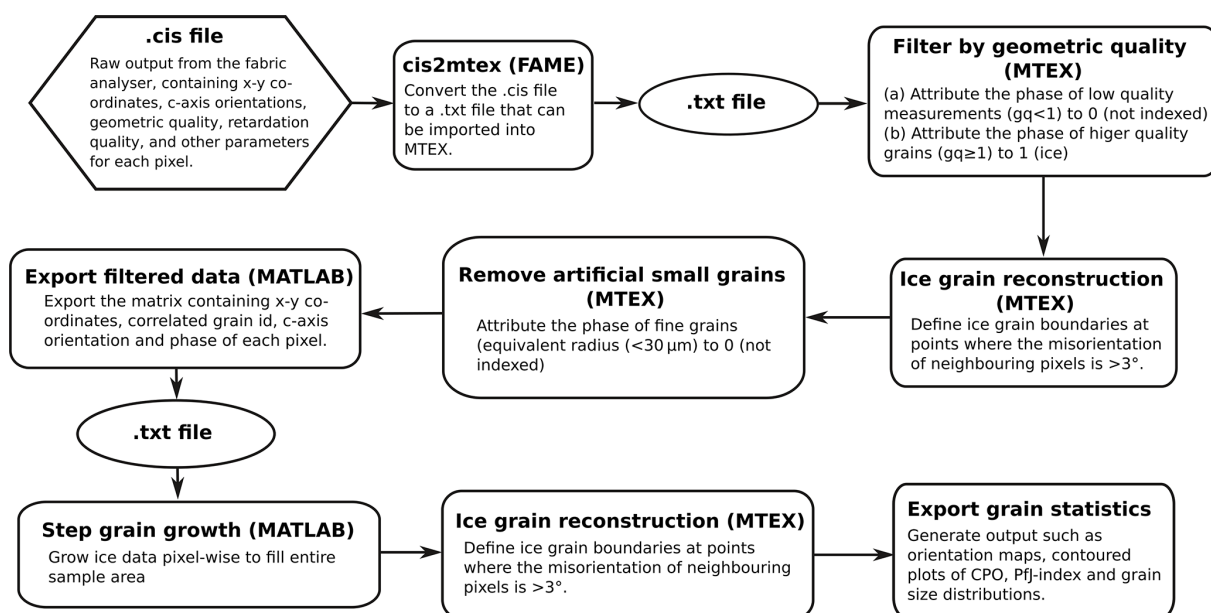 .cis file
Raw output from the fabric
analyser, containing x-y co-
ordinates, c-axis orientations,
geometric quality, retardation
quality, and other parameters
for each pixel.
cis2mtex (FAME)
Convert the .cis file
to a .txt file that can
be imported into
MTEX.
.txt file
Filter by geometric quality
(MTEX)
(a) Attribute the phase of low quality
measurements (gq<1) to 0 (not indexed)
(b) Attribute the phase of higer quality
grains (gq≥1) to 1 (ice)
Ice grain reconstruction
(MTEX)
Define ice grain boundaries at
points where the misorientation
of neighbouring pixels is >3°.
Remove artificial small grains
(MTEX)
Attribute the phase of fine grains
(equivalent radius (<30 μm) to 0 (not
indexed)
Export filtered data (MATLAB)
Export the matrix containing x-y co-
ordinates, correlated grain id, c-axis
orientation and phase of each pixel.
.txt file
Step grain growth (MATLAB)
Grow ice data pixel-wise to fill entire
sample area
Ice grain reconstruction (MTEX)
Define ice grain boundaries at points
where the misorientation of neighbouring
pixels is >3°.
Export grain statistics
Generate output such as
orientation maps, contoured
plots of CPO, PfJ-index and grain
size distributions.